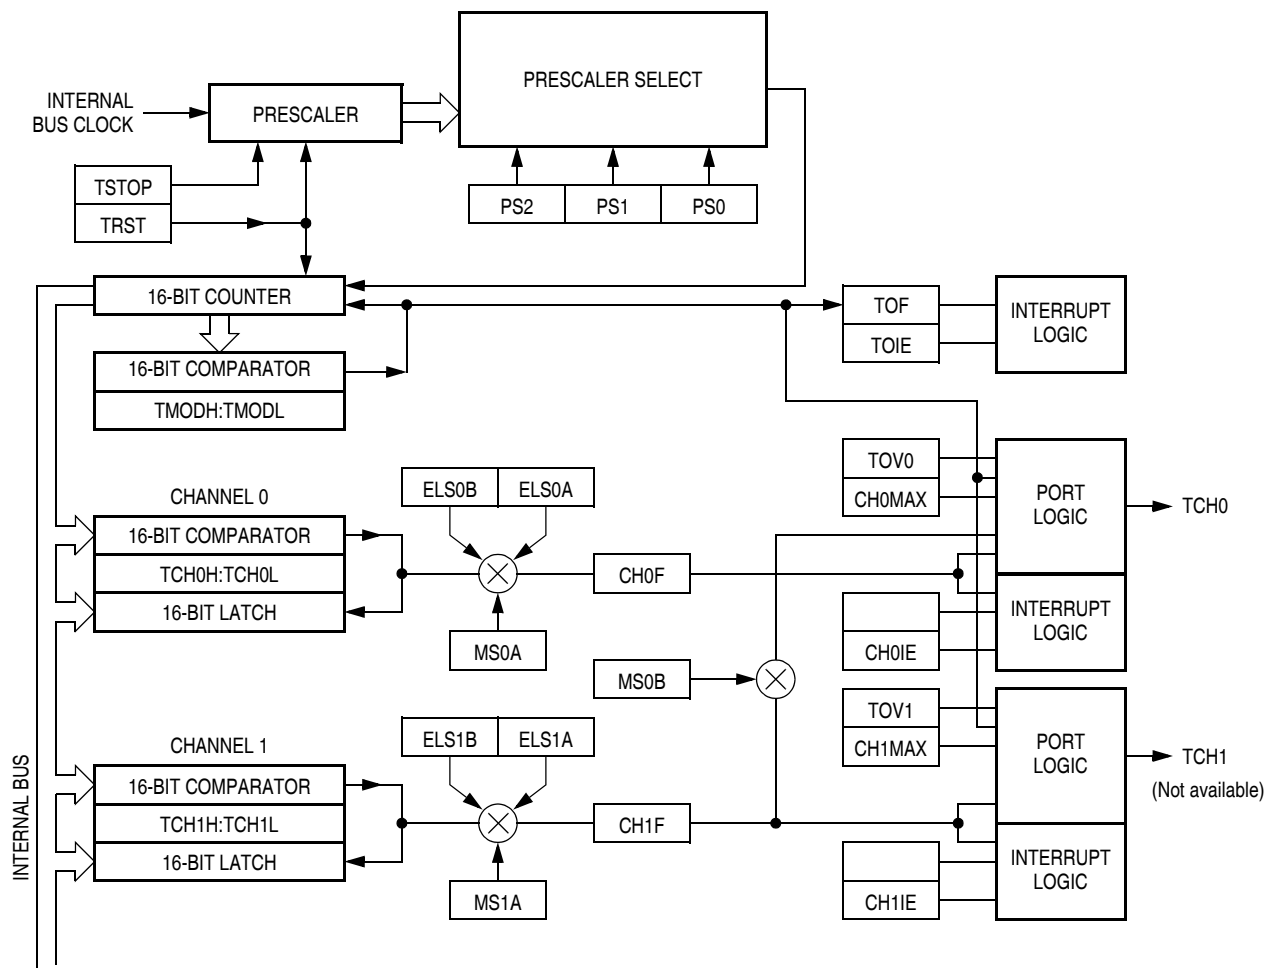 PRESCALER SELECT
INTERNAL
BUS CLOCK
PRESCALER
TSTOP
TRST
PS2
PS1
PS0
16-BIT COUNTER
16-BIT COMPARATOR
TMODH:TMODL
TOF
TOIE
INTERRUPT
LOGIC
CHANNEL 0
16-BIT COMPARATOR
TCH0H:TCH0L
16-BIT LATCH
ELS0B
ELS0A
MS0A
CH0F
TOV0
CH0MAX
PORT
LOGIC
TCH0
INTERRUPT
LOGIC
CH0IE
MS0B
CHANNEL 1
16-BIT COMPARATOR
TCH1H:TCH1L
16-BIT LATCH
ELS1B
ELS1A
MS1A
CH1F
TOV1
CH1MAX
PORT
LOGIC
TCH1
(Not available)
INTERRUPT
LOGIC
CH1IE
INTERNAL BUS